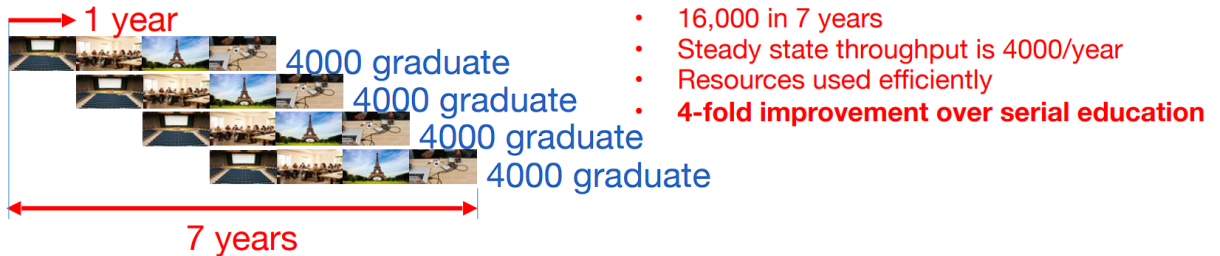 1 year
4000 graduate
4000 graduate
4000 graduate
4000 graduate
7 years
• 16,000 in 7 years
• Steady state throughput is 4000/year
• Resources used efficiently
• 4-fold improvement over serial education